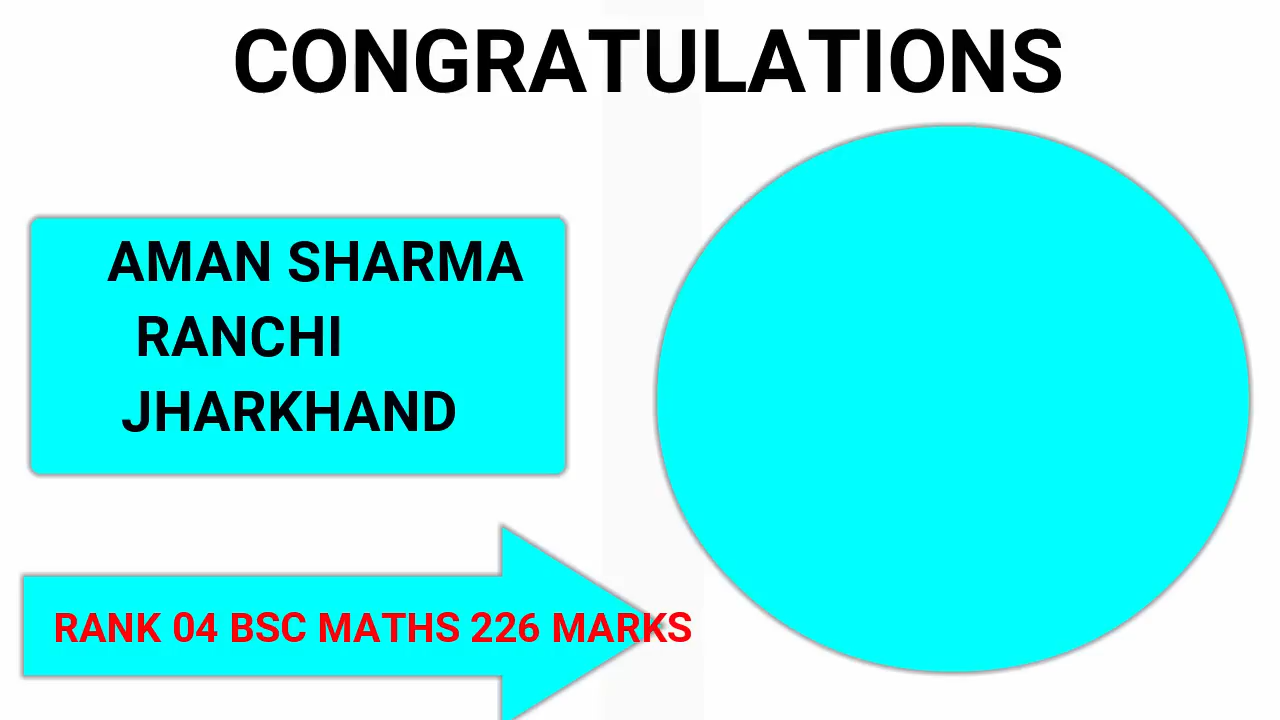 CONGRATULATIONS
AMAN SHARMA
RANCHI
JHARKHAND
RANK 04 BSC MATHS 226 MARKS